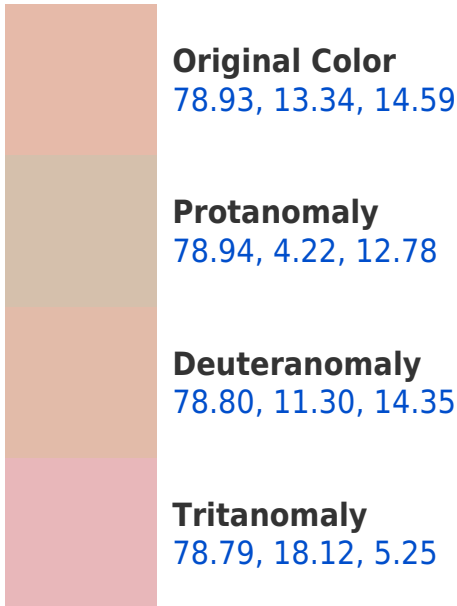 Original Color
78.93, 13.34, 14.59
Protanomaly
78.94, 4.22, 12.78
Deuteranomaly
78.80, 11.30, 14.35
Tritanomaly
78.79, 18.12, 5.25